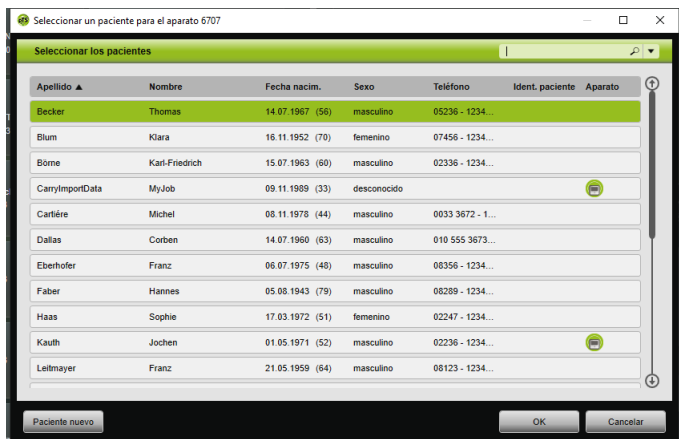 Seleccionar un paciente para el aparato 6707
Seleccionar los pacientes
Apellido ▲ Nombre Fecha nacim. Sexo Teléfono Ident. paciente Aparato
Becker Thomas 14.07.1967 (56) masculino 05236 - 1234...
Blum Klara 16.11.1952 (70) femenino 07456 - 1234...
Börne Karl-Friedrich 15.07.1963 (60) masculino 02336 - 1234...
CarryImportData MyJob 09.11.1989 (33) desconocido
Cartiére Michel 08.11.1978 (44) masculino 0033 3672 - 1...
Dallas Corben 14.07.1960 (63) masculino 010 555 3673...
Eberhofer Franz 06.07.1975 (48) masculino 08356 - 1234...
Faber Hannes 05.08.1943 (79) masculino 08289 - 1234...
Haas Sophie 17.03.1972 (51) femenino 02247 - 1234...
Kauth Jochen 01.05.1971 (52) masculino 02236 - 1234...
Leitmayer Franz 21.05.1959 (64) masculino 08123 - 1234...
Paciente nuevo OK Cancelar